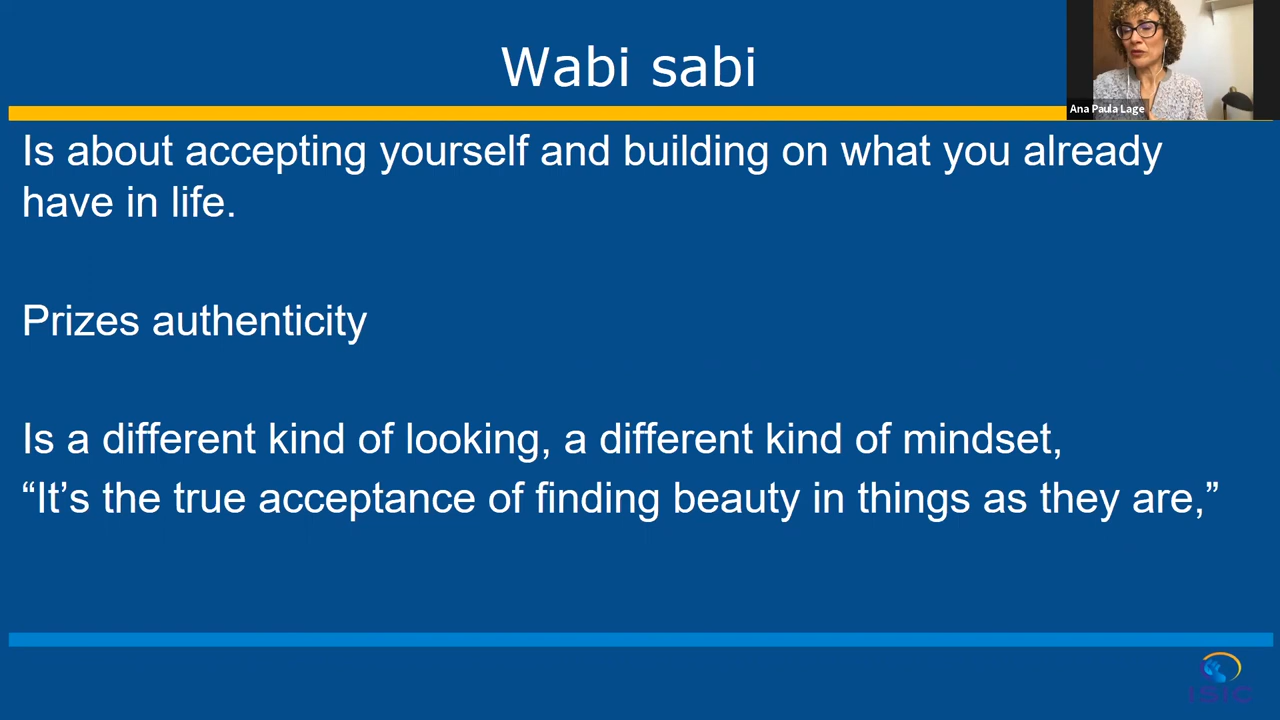 Wabi sabi
Ana Paula Lage
Is about accepting yourself and building on what you already
have in life.
Prizes authenticity
Is a different kind of looking, a different kind of mindset,
“It’s the true acceptance of finding beauty in things as they are,”
ISIC